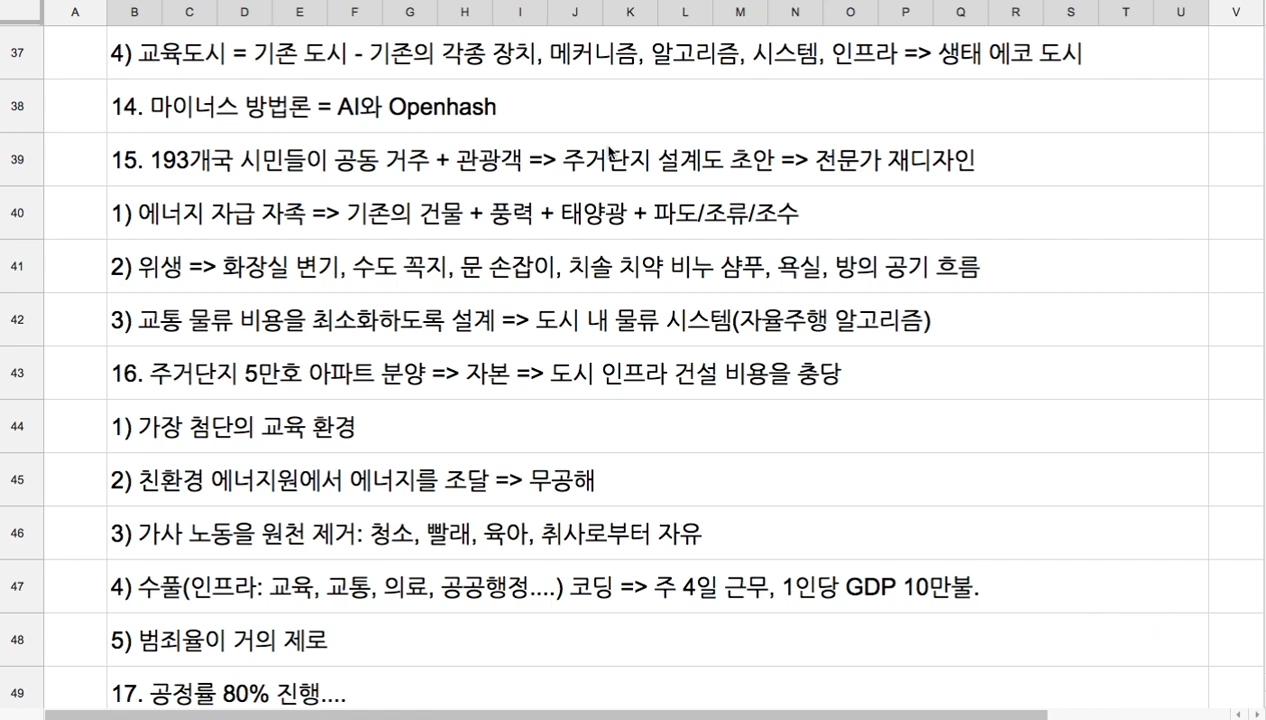 A B C D E F G H I J K L M N O P Q R S T U V
37 4) 교육도시 = 기존 도시 - 기존의 각종 장치, 메커니즘, 알고리즘, 시스템, 인프라 => 생태 에코 도시
38 14. 마이너스 방법론 = AI와 Openhash
39 15. 193개국 시민들이 공동 거주 + 관광객 => 주거단지 설계도 초안 => 전문가 재디자인
40 1) 에너지 자급 자족 => 기존의 건물 + 풍력 + 태양광 + 파도/조류/조수
41 2) 위생 => 화장실 변기, 수도 꼭지, 문 손잡이, 치솔 치약 비누 샴푸, 욕실, 방의 공기 흐름
42 3) 교통 물류 비용을 최소화하도록 설계 => 도시 내 물류 시스템(자율주행 알고리즘)
43 16. 주거단지 5만호 아파트 분양 => 자본 => 도시 인프라 건설 비용을 충당
44 1) 가장 첨단의 교육 환경
45 2) 친환경 에너지원에서 에너지를 조달 => 무공해
46 3) 가사 노동을 원천 제거: 청소, 빨래, 육아, 취사로부터 자유
47 4) 수풀(인프라: 교육, 교통, 의료, 공공행정....) 코딩 => 주 4일 근무, 1인당 GDP 10만불.
48 5) 범죄율이 거의 제로
49 17. 공정률 80% 진행....